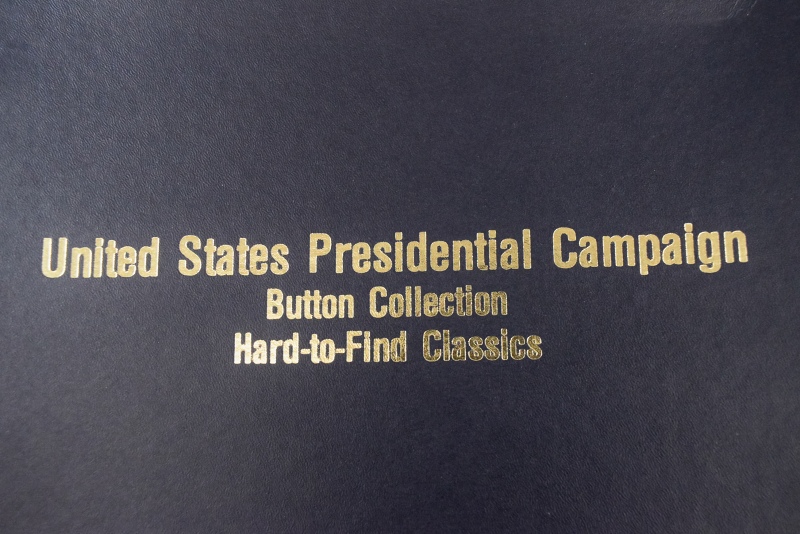 United States Presidential Campaign
Button Collection
Hard-to-Find Classics